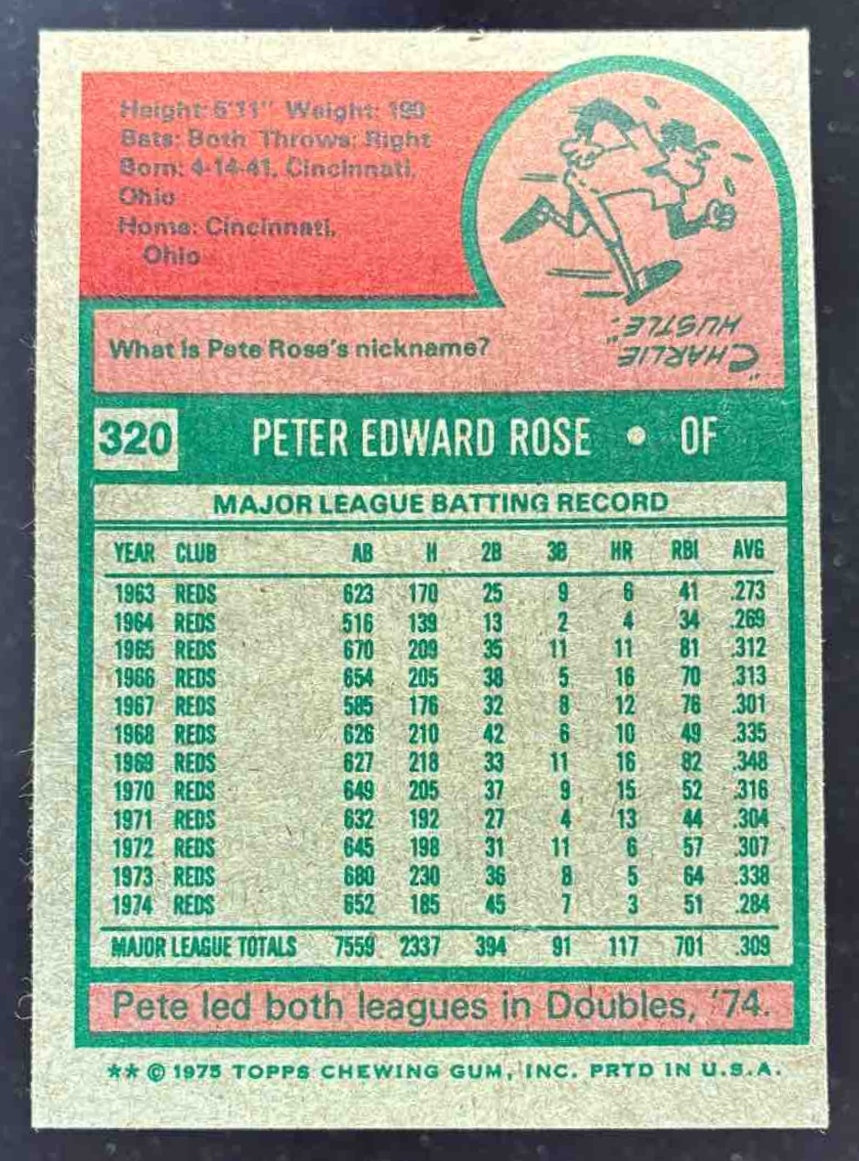 Height: 5'11" Weight: 190
Bats: Both Throws: Right
Born: 4-14-41, Cincinnati,
Ohio
Home: Cincinnati,
Ohio
"CHARLIE
HUSTLE."
What is Pete Rose's nickname?
320 PETER EDWARD ROSE • OF
MAJOR LEAGUE BATTING RECORD
YEAR CLUB AB H 2B 3B HR RBI AVG
1963 REDS 623 170 25 9 6 41 .273
1964 REDS 516 139 13 2 4 34 .269
1965 REDS 670 209 35 11 11 81 .312
1966 REDS 654 205 38 5 16 70 .313
1967 REDS 585 176 32 8 12 76 .301
1968 REDS 626 210 42 6 10 49 .335
1969 REDS 627 218 33 11 16 82 .348
1970 REDS 649 205 37 9 15 52 .316
1971 REDS 632 192 27 4 13 44 .304
1972 REDS 645 198 31 11 6 57 .307
1973 REDS 680 230 36 8 5 64 .338
1974 REDS 652 185 45 7 3 51 .284
MAJOR LEAGUE TOTALS 7559 2337 394 91 117 701 .309
Pete led both leagues in Doubles, '74.
** © 1975 TOPPS CHEWING GUM, INC. PRTD IN U.S.A.